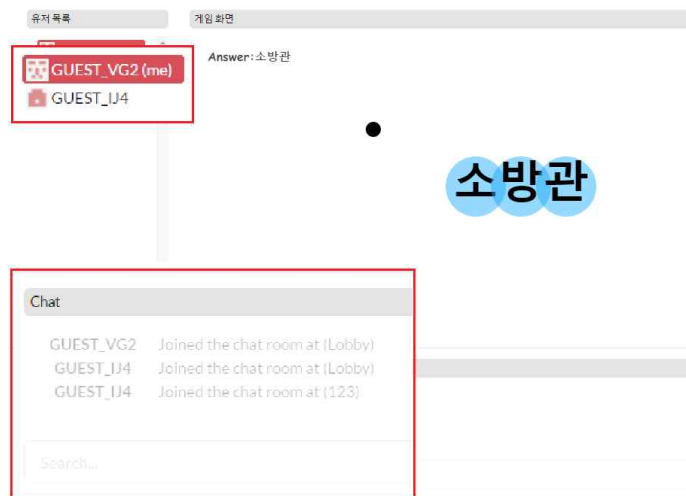 유저 목록
게임 화면
GUEST_VG2 (me)
GUEST_IJ4
Answer:소방관
소방관
Chat
GUEST_VG2 Joined the chat room at (Lobby)
GUEST_IJ4 Joined the chat room at (Lobby)
GUEST_IJ4 Joined the chat room at (123)
Search...